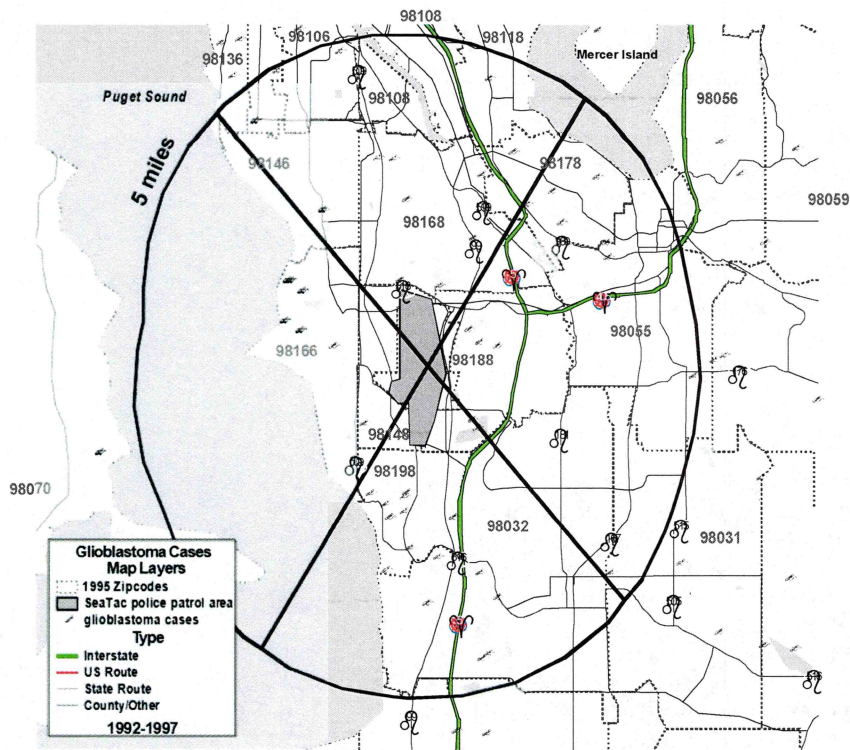 98108
98106
98118
98136
Mercer Island
Puget Sound
98108
98056
5 miles
98146
98178
98059
98168
98055
98166
98188
98148
98198
98070
98032
98031
Glioblastoma Cases
Map Layers
1995 Zipcodes
SeaTac police patrol area
glioblastoma cases
Type
Interstate
US Route
State Route
County/Other
1992-1997